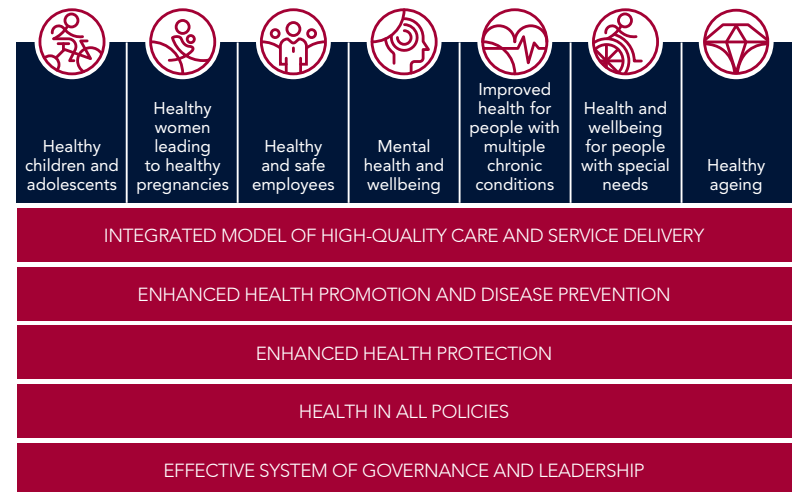 Healthy
children and
adolescents
Healthy
women
leading
to healthy
pregnancies
Healthy
and safe
employees
Mental
health and
wellbeing
Improved
health for
people with
multiple
chronic
conditions
Health and
wellbeing
for people
with special
needs
Healthy
ageing
INTEGRATED MODEL OF HIGH-QUALITY CARE AND SERVICE DELIVERY
ENHANCED HEALTH PROMOTION AND DISEASE PREVENTION
ENHANCED HEALTH PROTECTION
HEALTH IN ALL POLICIES
EFFECTIVE SYSTEM OF GOVERNANCE AND LEADERSHIP